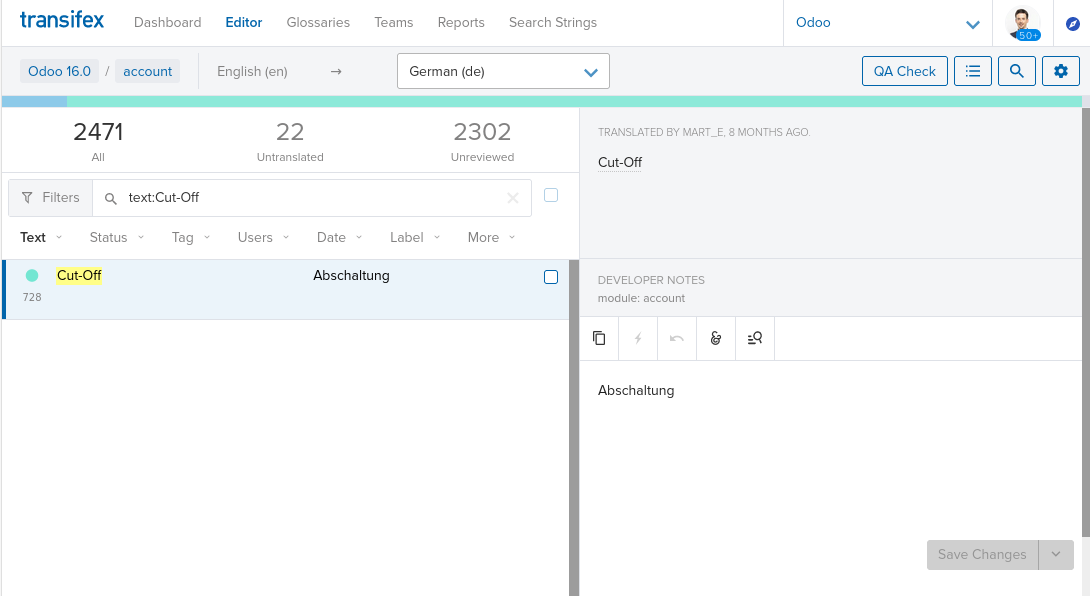 transifex Dashboard Editor Glossaries Teams Reports Search Strings Odoo 50+
Odoo 16.0 / account English (en) → German (de) QA Check
2471 22 2302
All Untranslated Unreviewed
TRANSLATED BY MART_E, 8 MONTHS AGO.
Cut-Off
Filters text:Cut-Off
Text Status Tag Users Date Label More
Cut-Off Abschaltung
728
DEVELOPER NOTES
module: account
Abschaltung
Save Changes